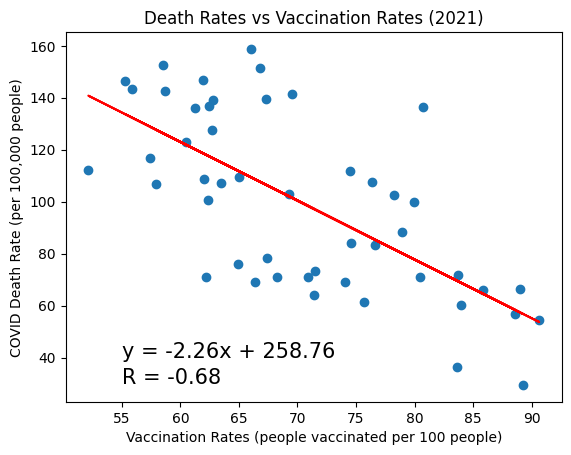 Death Rates vs Vaccination Rates (2021)
COVID Death Rate (per 100,000 people)
160
140
120
100
80
60
40
y = -2.26x + 258.76
R = -0.68
55 60 65 70 75 80 85 90
Vaccination Rates (people vaccinated per 100 people)